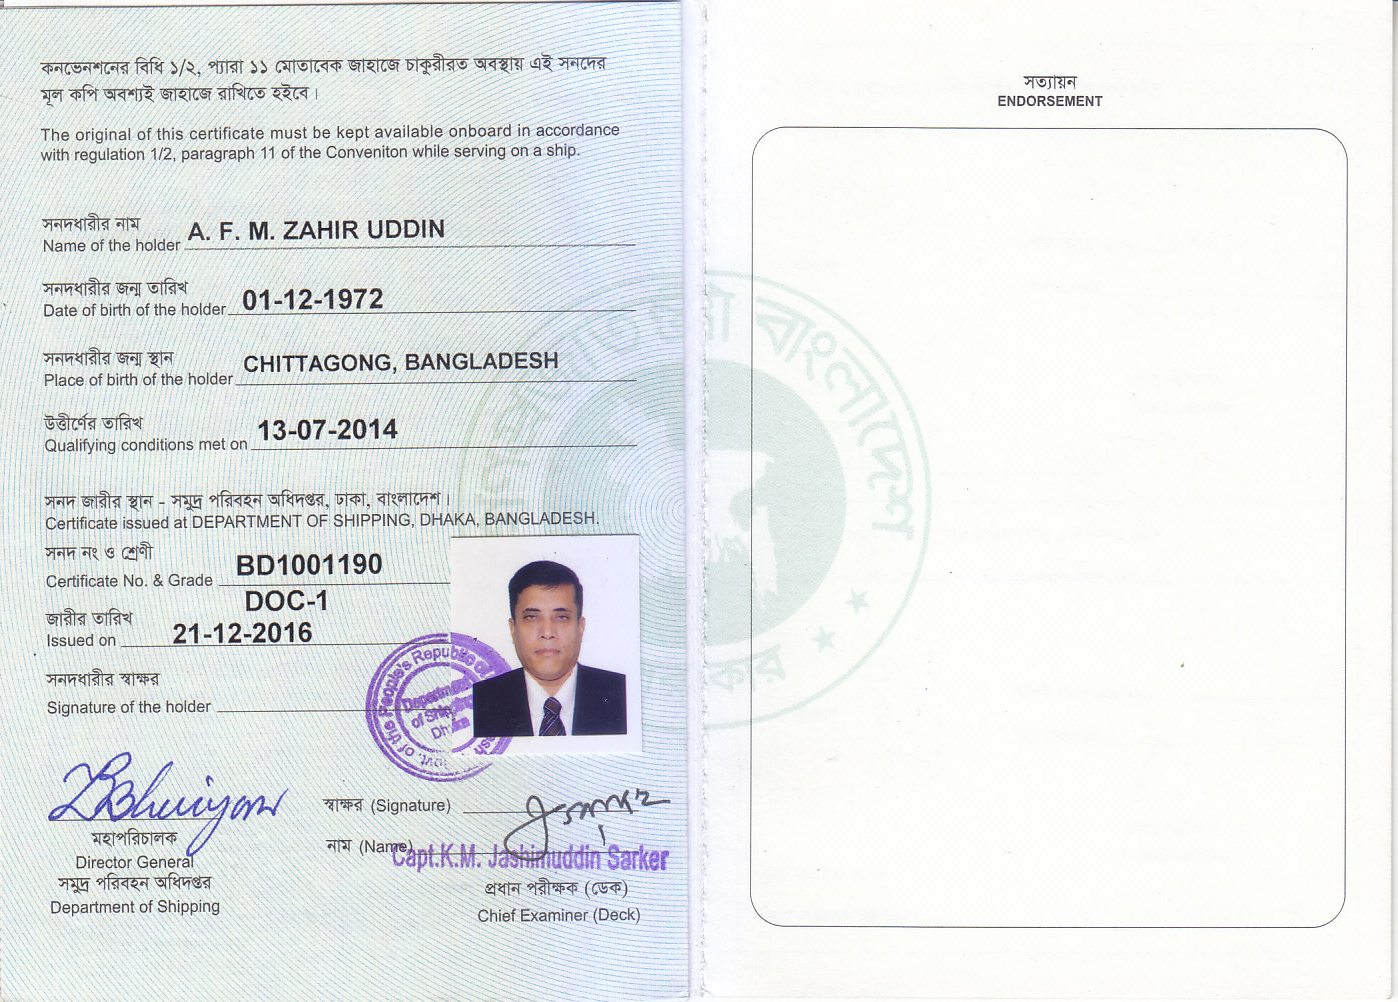 কনভেনশনের বিধি ১/২, প্যারা ১১ মোতাবেক জাহাজে চাকুরীরত অবস্থায় এই সনদের
মূল কপি অবশ্যই জাহাজে রাখিতে হইবে।
The original of this certificate must be kept available onboard in accordance
with regulation 1/2, paragraph 11 of the Conveniton while serving on a ship.
সনদধারীর নাম
Name of the holder A. F. M. ZAHIR UDDIN
সনদধারীর জন্ম তারিখ
Date of birth of the holder 01-12-1972
সনদধারীর জন্ম স্থান
Place of birth of the holder CHITTAGONG, BANGLADESH
উত্তীর্ণের তারিখ
Qualifying conditions met on 13-07-2014
সনদ জারীর স্থান - সমুদ্র পরিবহন অধিদপ্তর, ঢাকা, বাংলাদেশ।
Certificate issued at DEPARTMENT OF SHIPPING, DHAKA, BANGLADESH.
সনদ নং ও শ্রেণী
Certificate No. & Grade BD1001190
DOC-1
জারীর তারিখ
Issued on 21-12-2016
সনদধারীর স্বাক্ষর
Signature of the holder
People's Republic of
Department
of Shipping
Dhaka
মহাপরিচালক
Director General
সমুদ্র পরিবহন অধিদপ্তর
Department of Shipping
স্বাক্ষর (Signature)
নাম (Name) Capt.K.M. Jashimuddin Sarker
প্রধান পরীক্ষক (ডেক)
Chief Examiner (Deck)
সত্যায়ন
ENDORSEMENT
বাংলাদেশ